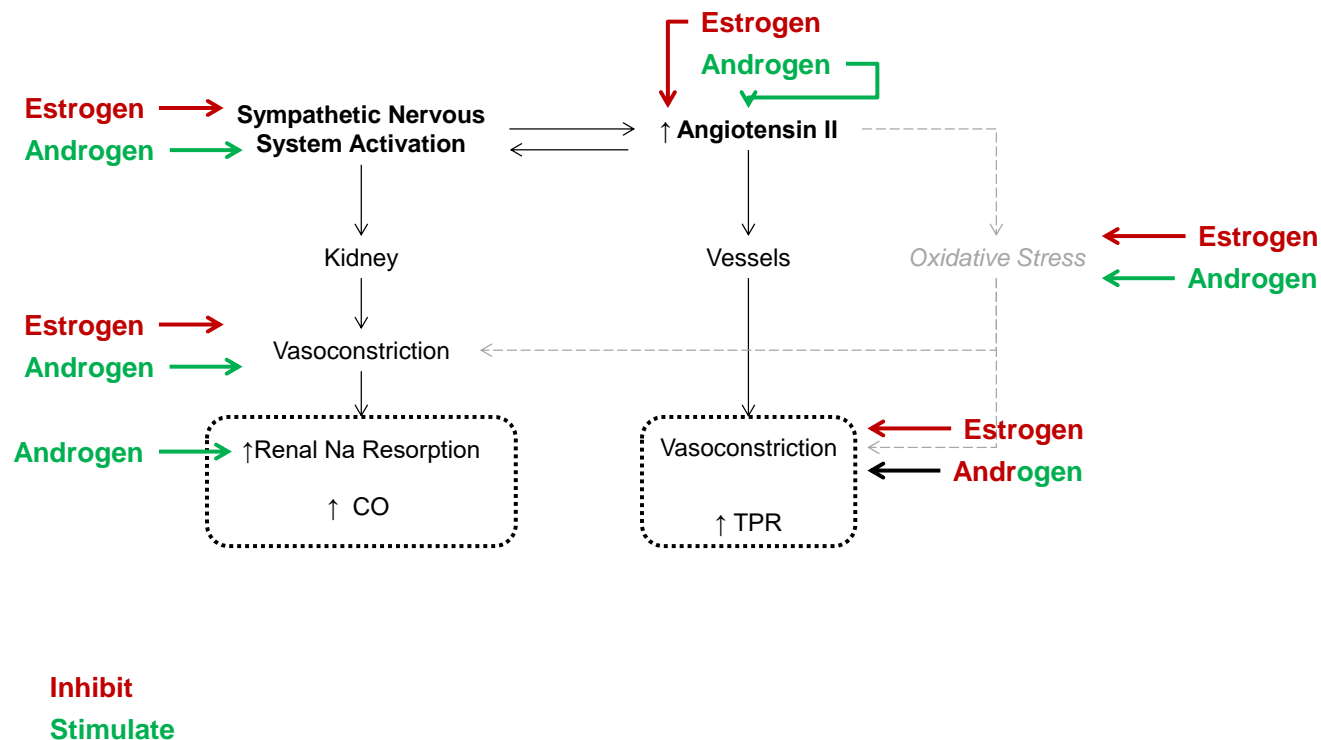 Estrogen
Androgen
Estrogen
Androgen
Sympathetic Nervous
System Activation
↑ Angiotensin II
Kidney
Vessels
Oxidative Stress
Estrogen
Androgen
Estrogen
Androgen
Vasoconstriction
Androgen
↑Renal Na Resorption
↑ CO
Vasoconstriction
↑ TPR
Estrogen
Androgen
Inhibit
Stimulate